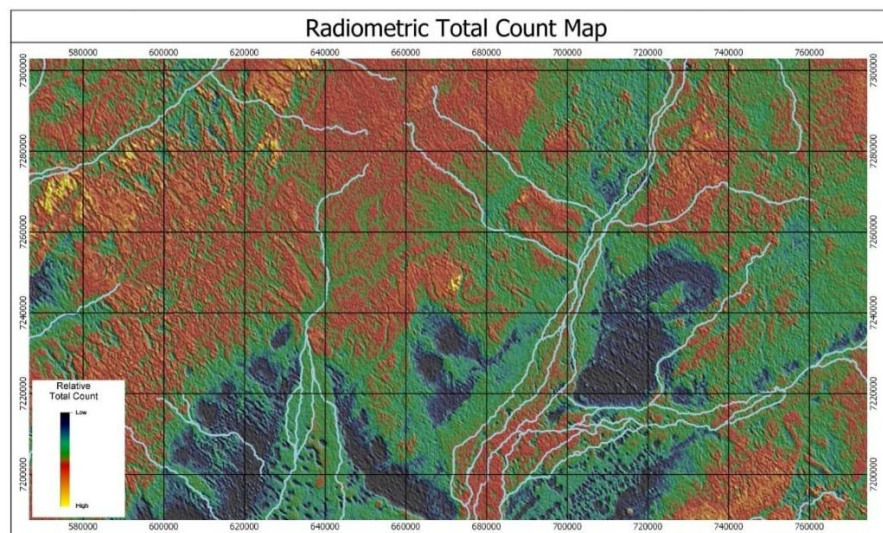 Radiometric Total Count Map
580000 600000 620000 640000 660000 680000 700000 720000 740000 760000
7300000 7300000
7280000 7280000
7260000 7260000
7240000 7240000
7220000 7220000
7200000 7200000
Relative
Total Count
Low
High
580000 600000 620000 640000 660000 680000 700000 720000 740000 760000